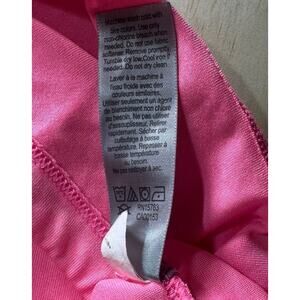 Machine wash cold with
like colors. Use only
non-chlorine bleach when
needed. Do not use fabric
softener. Remove promptly.
Tumble dry low. Cool iron if
needed. Do not dry clean.
Laver à la machine à
l'eau froide avec des
couleurs similaires.
Utiliser seulement un agent
de blanchiment non chloré
au besoin. Ne pas utiliser
d'assouplisseur. Retirer
rapidement. Sécher par
culbutage à basse
température. Repasser à
basse température
au besoin.
Ne pas nettoyer à sec.
RN15763
CA00153